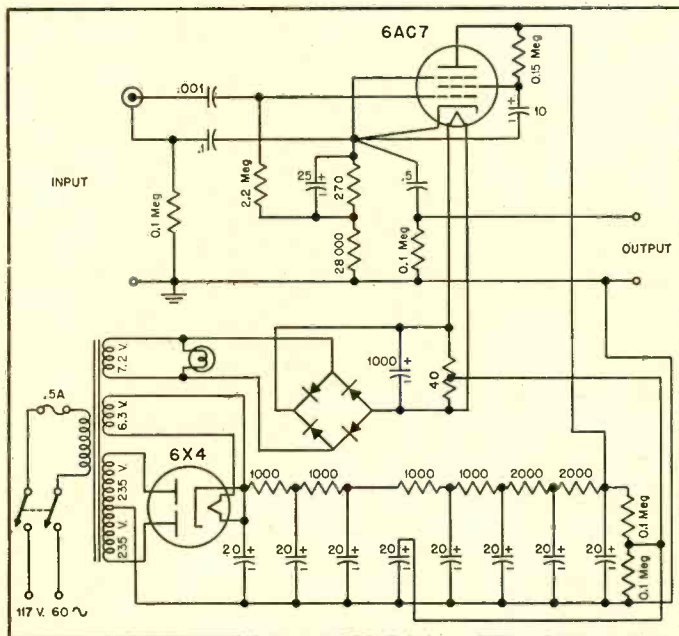 6AC7
0.15 Meg
+
10
.001
.1
INPUT
0.1 Meg
2.2 Meg
25
+
270
28000
.5
0.1 Meg
OUTPUT
7.2 V.
1000
+
40
.5A
6.3 V.
6X4
235 V.
235 V.
1000
1000
1000
1000
2000
2000
0.1 Meg
0.1 Meg
20
+
20
+
20
+
20
+
20
+
20
+
20
+
20
+
117 V. 60 ~